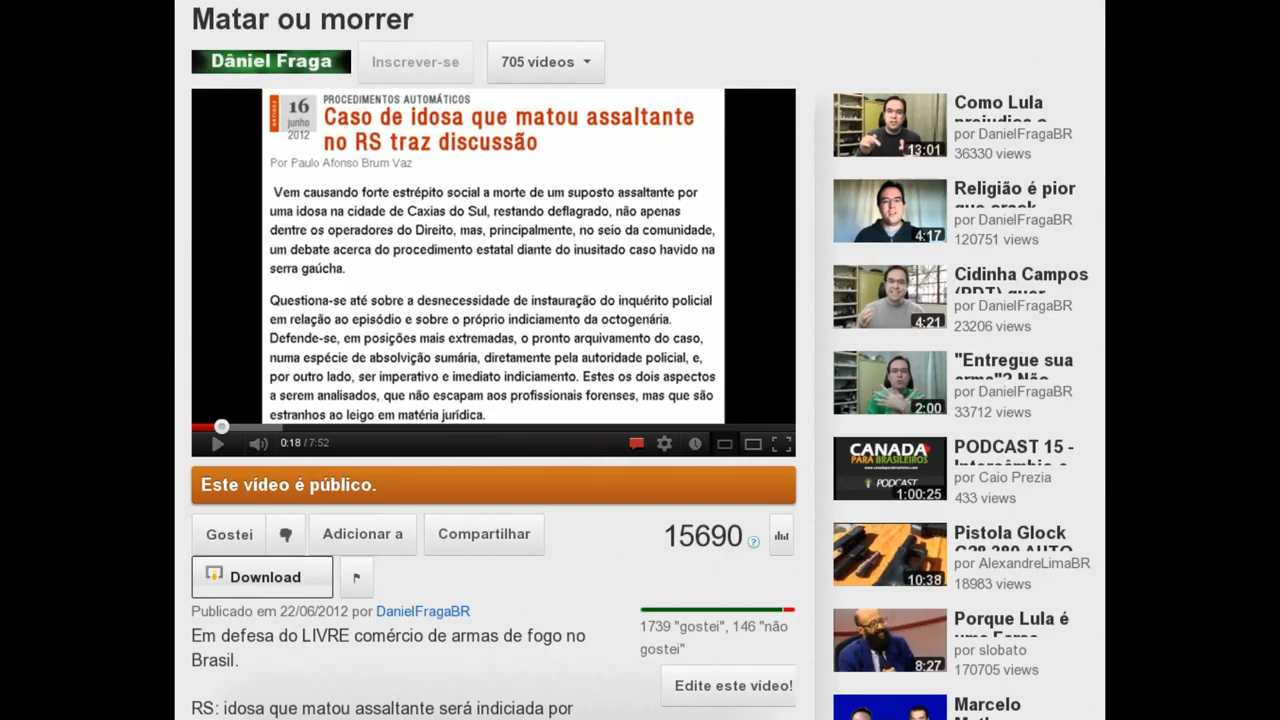 Matar ou morrer
Dâniel Fraga
Inscrever-se
705 vídeos
16
junho
2012
PROCEDIMENTOS AUTOMÁTICOS
Caso de idosa que matou assaltante
no RS traz discussão
Por Paulo Afonso Brum Vaz
Vem causando forte estrépito social a morte de um suposto assaltante por
uma idosa na cidade de Caxias do Sul, restando deflagrado, não apenas
dentre os operadores do Direito, mas, principalmente, no seio da comunidade,
um debate acerca do procedimento estatal diante do inusitado caso havido na
serra gaúcha.
Questiona-se até sobre a desnecessidade de instauração do inquérito policial
em relação ao episódio e sobre o próprio indiciamento da octogenária.
Defende-se, em posições mais extremadas, o pronto arquivamento do caso,
numa espécie de absolvição sumária, diretamente pela autoridade policial, e,
por outro lado, ser imperativo e imediato indiciamento. Estes os dois aspectos
a serem analisados, que não escapam aos profissionais forenses, mas que são
estranhos ao leigo em matéria jurídica.
0:18 / 7:52
Este vídeo é público.
Gostei
Adicionar a
Compartilhar
15690
Download
Publicado em 22/06/2012 por DanielFragaBR
Em defesa do LIVRE comércio de armas de fogo no
Brasil.
RS: idosa que matou assaltante será indiciada por
1739 "gostei", 146 "não
gostei"
Edite este vídeo!
13:01
Como Lula
por DanielFragaBR
36330 views
4:17
Religião é pior
por DanielFragaBR
120751 views
4:21
Cidinha Campos
por DanielFragaBR
23206 views
2:00
"Entregue sua
por DanielFragaBR
33712 views
CANADA
PARA BRASILEIROS
PODCAST
1:00:25
PODCAST 15 -
por Caio Prezia
433 views
10:38
Pistola Glock
por AlexandreLimaBR
18983 views
8:27
Porque Lula é
por slobato
170705 views
Marcelo